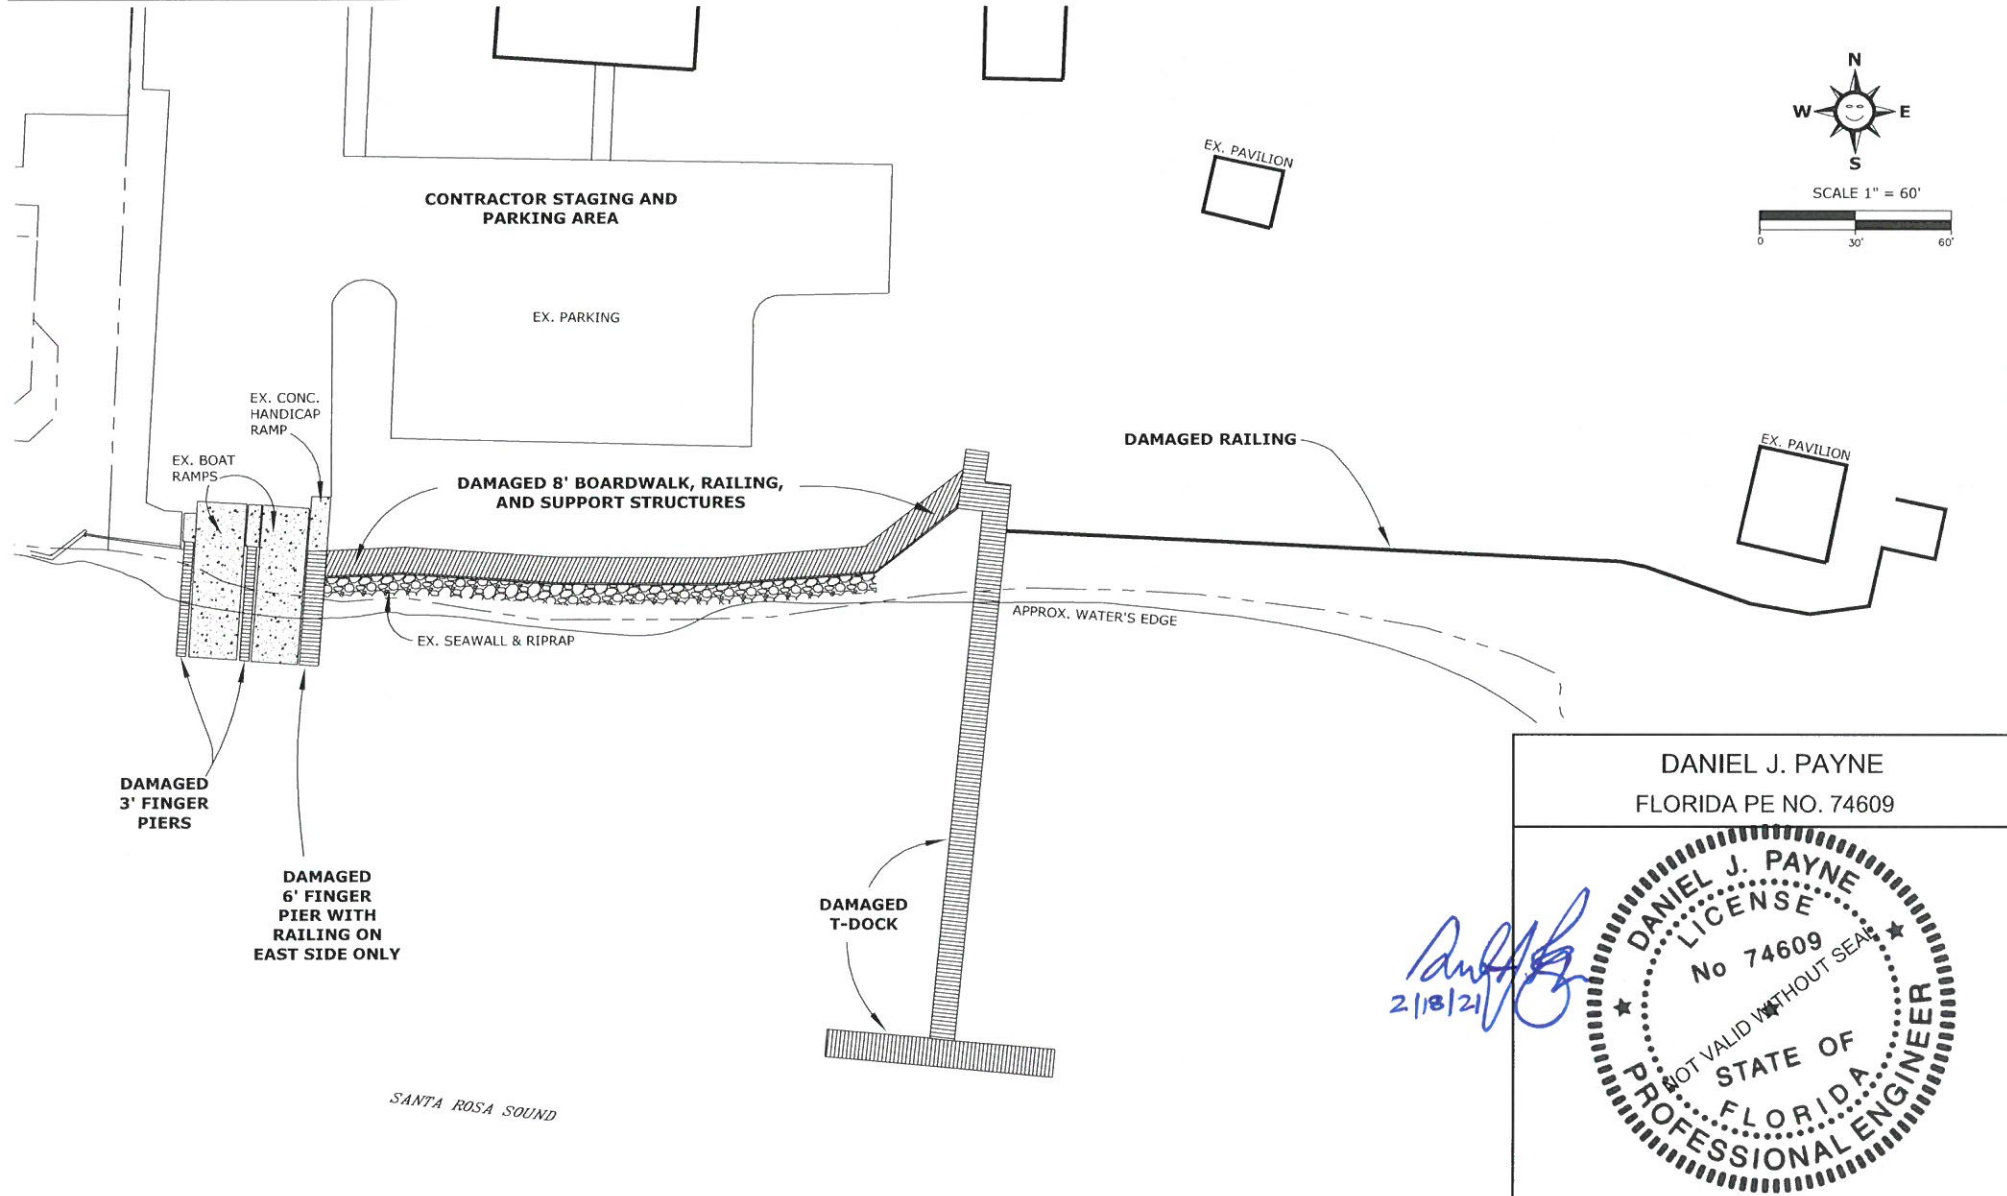 N
W E
S
SCALE 1" = 60'
0 30' 60'
EX. PAVILION
CONTRACTOR STAGING AND
PARKING AREA
EX. PARKING
EX. CONC.
HANDICAP
RAMP
EX. BOAT
RAMPS
DAMAGED 8' BOARDWALK, RAILING,
AND SUPPORT STRUCTURES
DAMAGED RAILING
EX. PAVILION
APPROX. WATER'S EDGE
EX. SEAWALL & RIPRAP
DAMAGED
3' FINGER
PIERS
DAMAGED
6' FINGER
PIER WITH
RAILING ON
EAST SIDE ONLY
DAMAGED
T-DOCK
SANTA ROSA SOUND
DANIEL J. PAYNE
FLORIDA PE NO. 74609
DANIEL J. PAYNE
LICENSE
No 74609
NOT VALID WITHOUT SEAL
STATE OF
FLORIDA
PROFESSIONAL ENGINEER
2/18/21